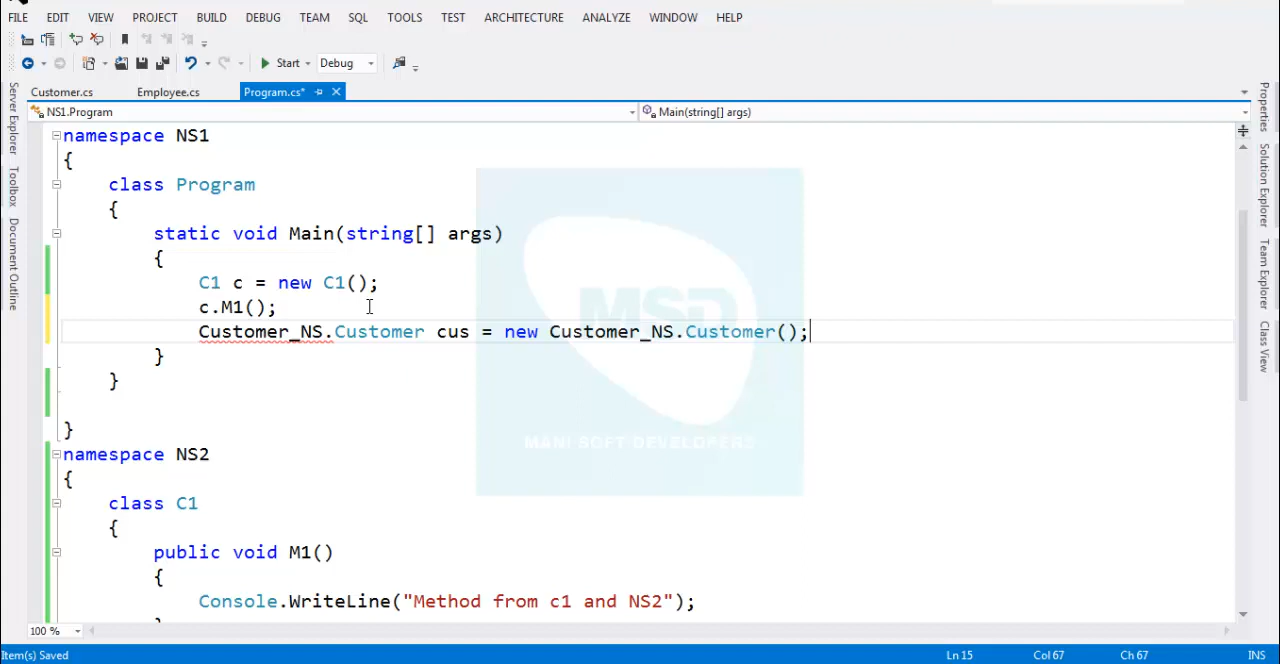 FILE EDIT VIEW PROJECT BUILD DEBUG TEAM SQL TOOLS TEST ARCHITECTURE ANALYZE WINDOW HELP
Start Debug
Customer.cs Employee.cs Program.cs*
NS1.Program Main(string[] args)
Server Explorer
Toolbox
Document Outline
namespace NS1
{
class Program
{
static void Main(string[] args)
{
C1 c = new C1();
c.M1();
Customer_NS.Customer cus = new Customer_NS.Customer();
}
}
}
namespace NS2
{
class C1
{
public void M1()
{
Console.WriteLine("Method from c1 and NS2");
MSD
MANI SOFT DEVELOPERS
Properties
Solution Explorer
Team Explorer
Class View
100 %
Item(s) Saved Ln 15 Col 67 Ch 67 INS